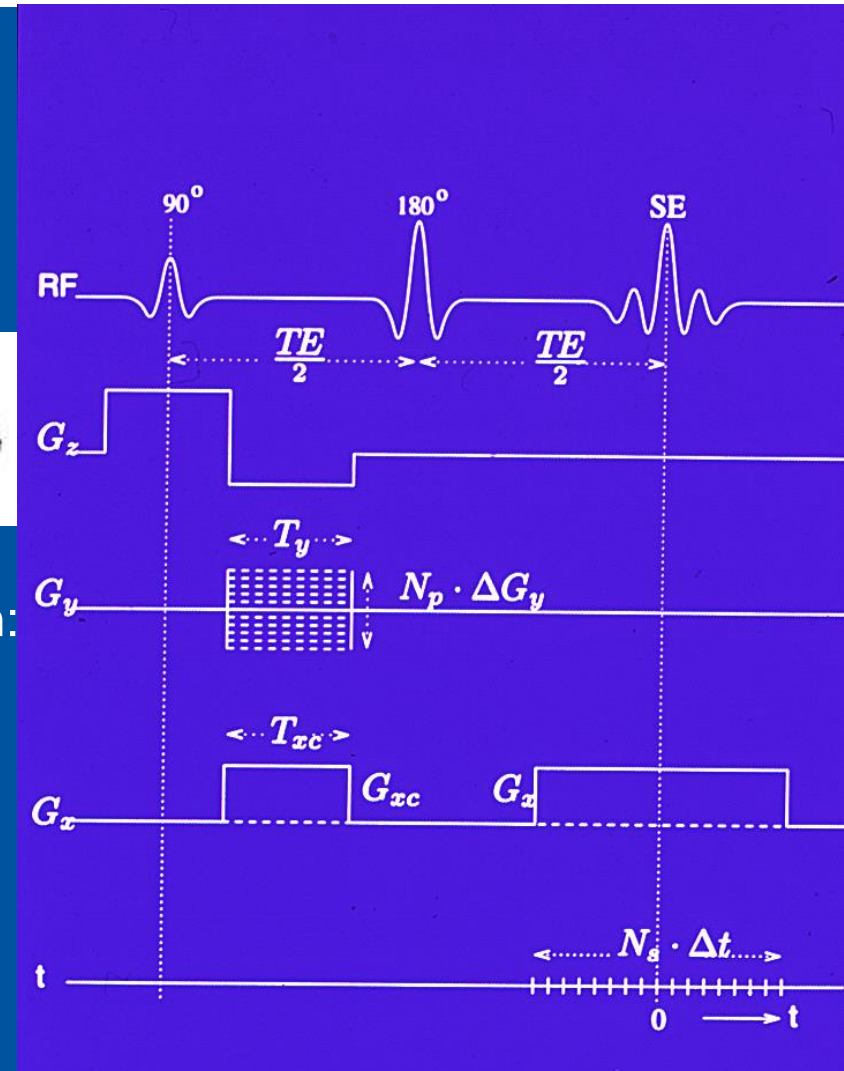 90° 180° SE
RF
TE/2 TE/2
G_z
T_y
G_y N_p · ΔG_y
:
T_xc
G_xc G_x
G_x
N_s · Δt
t
0 t